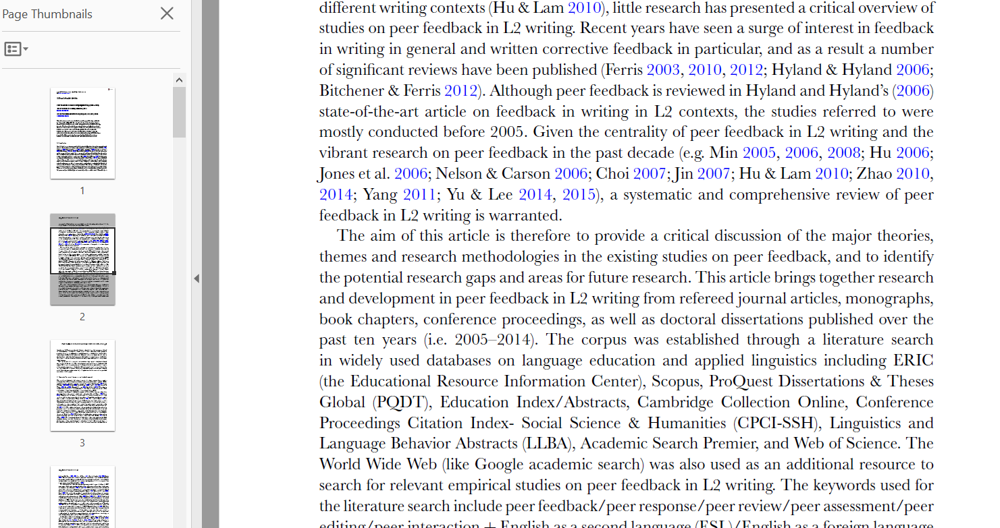 Page Thumbnails
1
2
3
different writing contexts (Hu & Lam 2010), little research has presented a critical overview of
studies on peer feedback in L2 writing. Recent years have seen a surge of interest in feedback
in writing in general and written corrective feedback in particular, and as a result a number
of significant reviews have been published (Ferris 2003, 2010, 2012; Hyland & Hyland 2006;
Bitchener & Ferris 2012). Although peer feedback is reviewed in Hyland and Hyland’s (2006)
state-of-the-art article on feedback in writing in L2 contexts, the studies referred to were
mostly conducted before 2005. Given the centrality of peer feedback in L2 writing and the
vibrant research on peer feedback in the past decade (e.g. Min 2005, 2006, 2008; Hu 2006;
Jones et al. 2006; Nelson & Carson 2006; Choi 2007; Jin 2007; Hu & Lam 2010; Zhao 2010,
2014; Yang 2011; Yu & Lee 2014, 2015), a systematic and comprehensive review of peer
feedback in L2 writing is warranted.
The aim of this article is therefore to provide a critical discussion of the major theories,
themes and research methodologies in the existing studies on peer feedback, and to identify
the potential research gaps and areas for future research. This article brings together research
and development in peer feedback in L2 writing from refereed journal articles, monographs,
book chapters, conference proceedings, as well as doctoral dissertations published over the
past ten years (i.e. 2005–2014). The corpus was established through a literature search
in widely used databases on language education and applied linguistics including ERIC
(the Educational Resource Information Center), Scopus, ProQuest Dissertations & Theses
Global (PQDT), Education Index/Abstracts, Cambridge Collection Online, Conference
Proceedings Citation Index- Social Science & Humanities (CPCI-SSH), Linguistics and
Language Behavior Abstracts (LLBA), Academic Search Premier, and Web of Science. The
World Wide Web (like Google academic search) was also used as an additional resource to
search for relevant empirical studies on peer feedback in L2 writing. The keywords used for
the literature search include peer feedback/peer response/peer review/peer assessment/peer
editing/peer interaction + English as a second language (ESL)/English as a foreign language